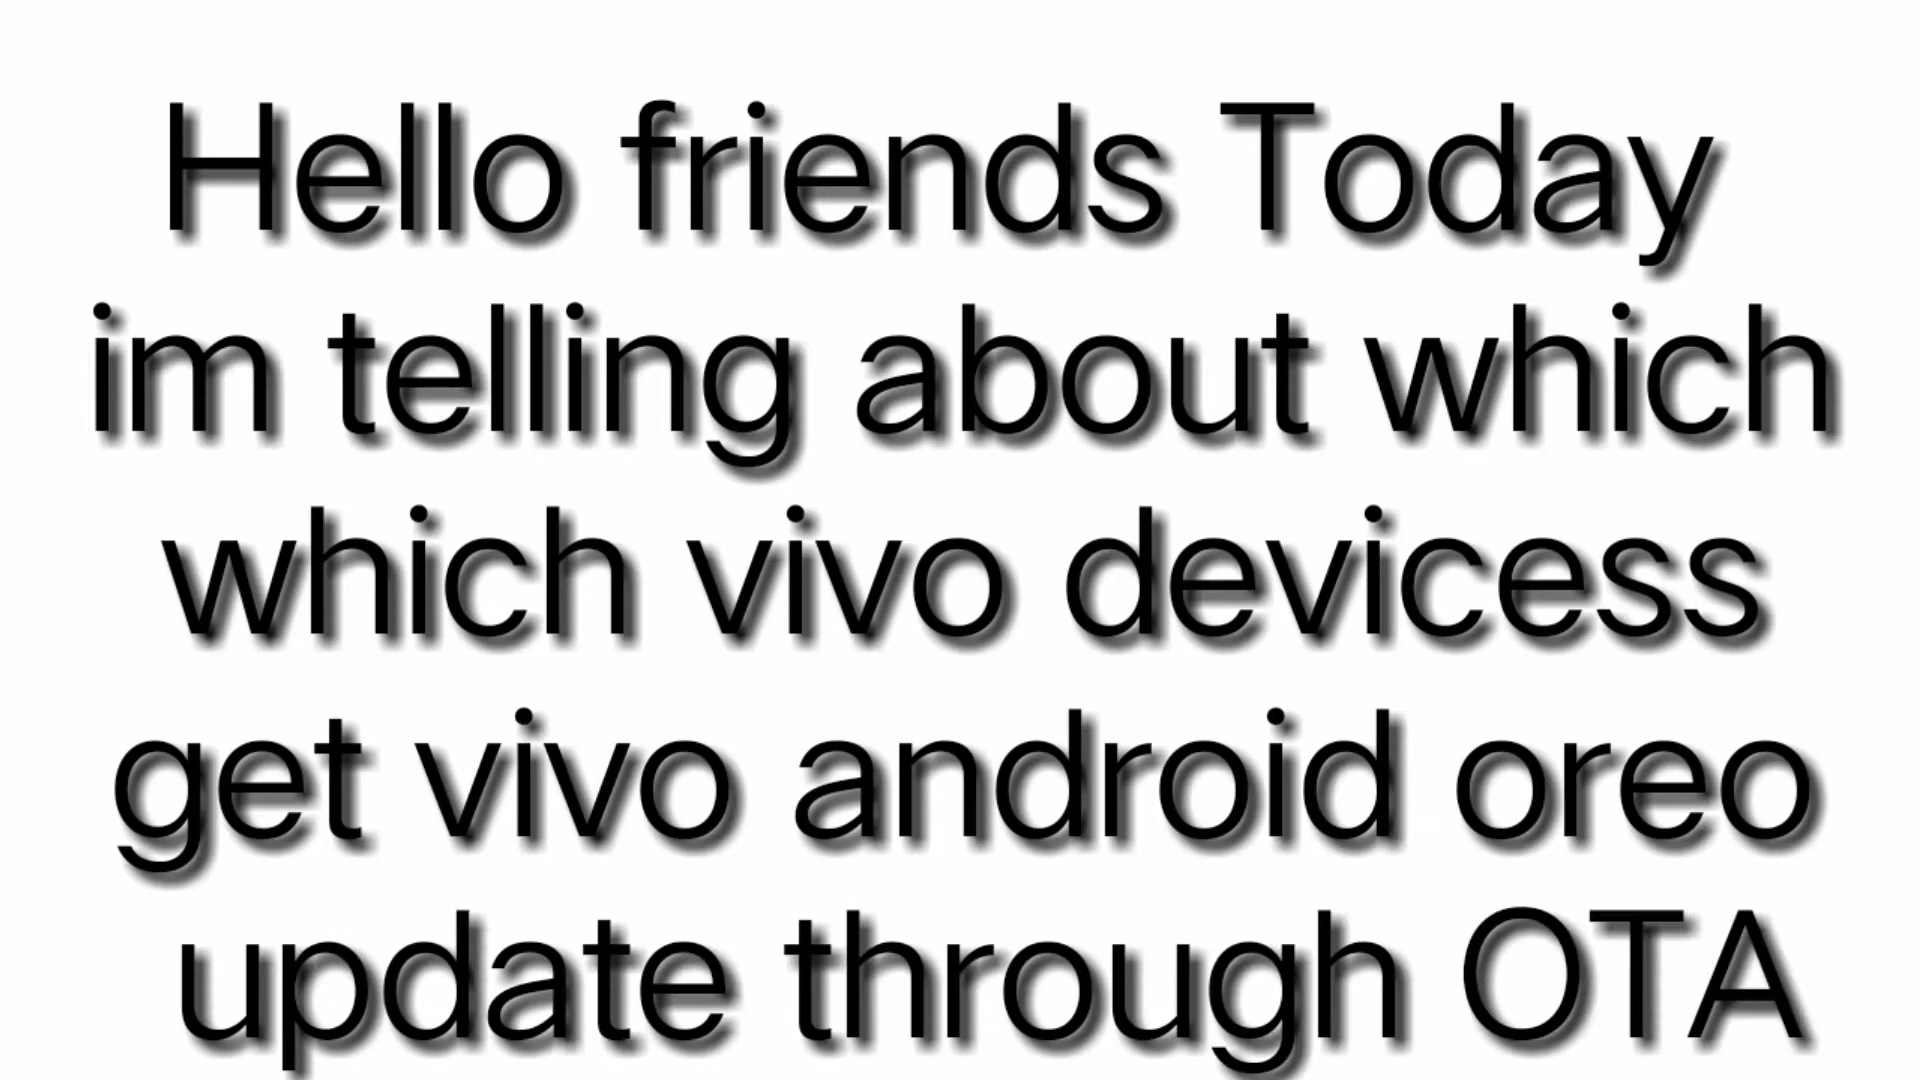 Hello friends Today
im telling about which
which vivo devicess
get vivo android oreo
update through OTA